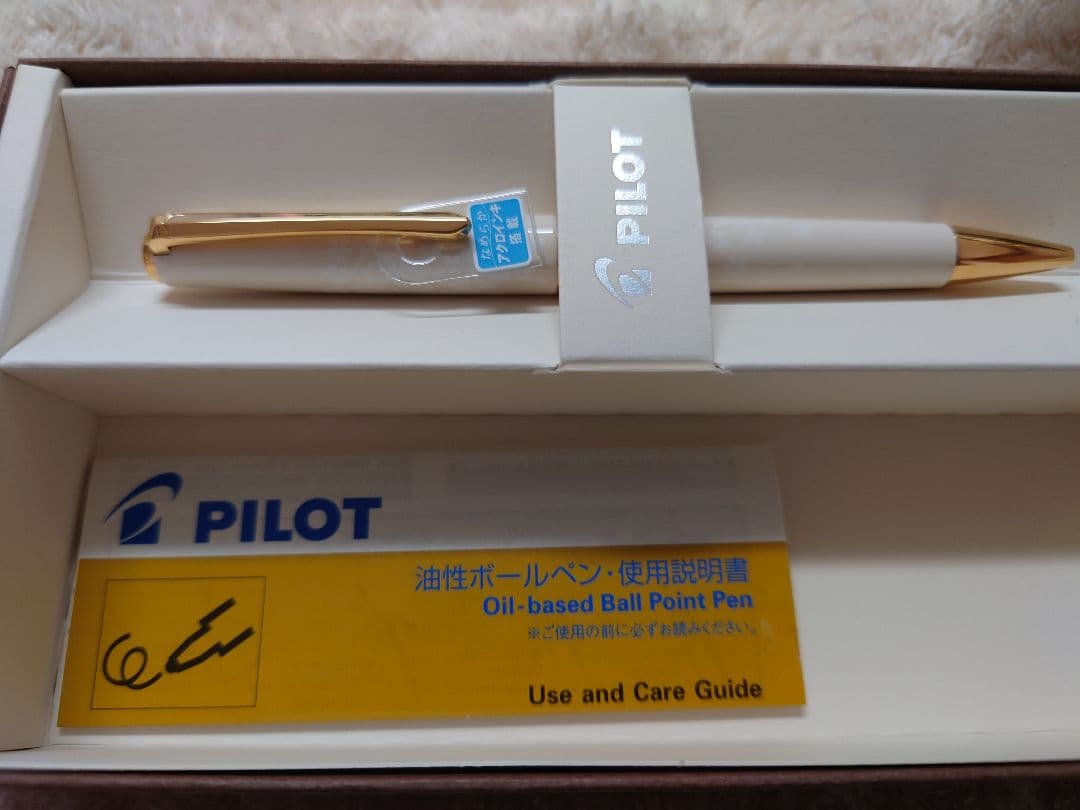 PILOT
なめらか
アクロインキ
搭載
PILOT
油性ボールペン・使用説明書
Oil-based Ball Point Pen
※ご使用の前に必ずお読みください。
Use and Care Guide